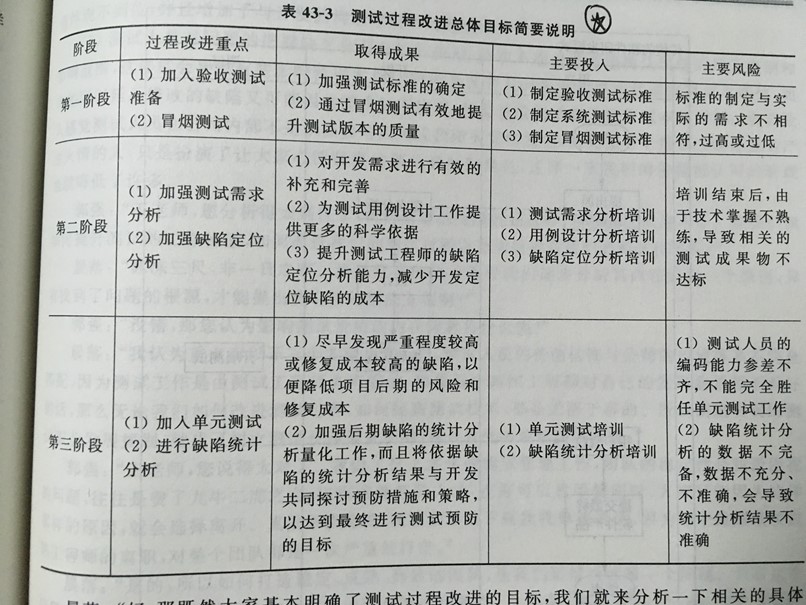 表 43-3 测试过程改进总体目标简要说明
阶段
过程改进重点
取得成果
主要投入
主要风险
第一阶段
(1) 加入验收测试
准备
(2) 冒烟测试
(1) 加强测试标准的确定
(2) 通过冒烟测试有效地提
升测试版本的质量
(1) 制定验收测试标准
(2) 制定系统测试标准
(3) 制定冒烟测试标准
标准的制定与实
际的需求不相
符,过高或过低
第二阶段
(1) 加强测试需求
分析
(2) 加强缺陷定位
分析
(1) 对开发需求进行有效的
补充和完善
(2) 为测试用例设计工作提
供更多的科学依据
(3) 提升测试工程师的缺陷
定位分析能力,减少开发定
位缺陷的成本
(1) 测试需求分析培训
(2) 用例设计分析培训
(3) 缺陷定位分析培训
培训结束后,由
于技术掌握不熟
练,导致相关的
测试成果物不
达标
第三阶段
(1) 加入单元测试
(2) 进行缺陷统计
分析
(1) 尽早发现严重程度较高
或修复成本较高的缺陷,以
便降低项目后期的风险和
修复成本
(2) 加强后期缺陷的统计分
析量化工作,而且将依据缺
陷的统计分析结果与开发
共同探讨预防措施和策略,
以达到最终进行测试预防
的目标
(1) 单元测试培训
(2) 缺陷统计分析培训
(1) 测试人员的
编码能力参差不
齐,不能完全胜
任单元测试工作
(2) 缺陷统计分
析的数据不完
备,数据不充分、
不准确,会导致
统计分析结果不
准确
那既然大家基本明确了测试过程改进的目标,我们就来分析一下相关的具体